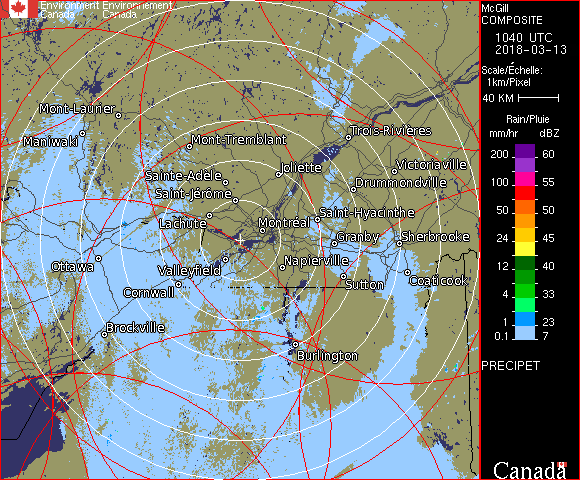 Environment Environnement
Canada Canada
McGill
COMPOSITE
1040 UTC
2018-03-13
Scale/Échelle:
1km/Pixel
40 KM
Rain/Pluie
mm/hr dBZ
200 60
100 55
85 50
50 45
24 45
12 40
4 33
1 23
0.1 7
PRECIPET
Canada
Mont-Laurier
Maniwaki
Mont-Tremblant
Trois-Rivières
Sainte-Adèle
Joliette
Victoriaville
Saint-Jérôme
Drummondville
Lachute
Montréal
Saint-Hyacinthe
Granby
Sherbrooke
Ottawa
Valleyfield
Napierville
Cornwall
Sutton
Coaticook
Brockville
Burlington